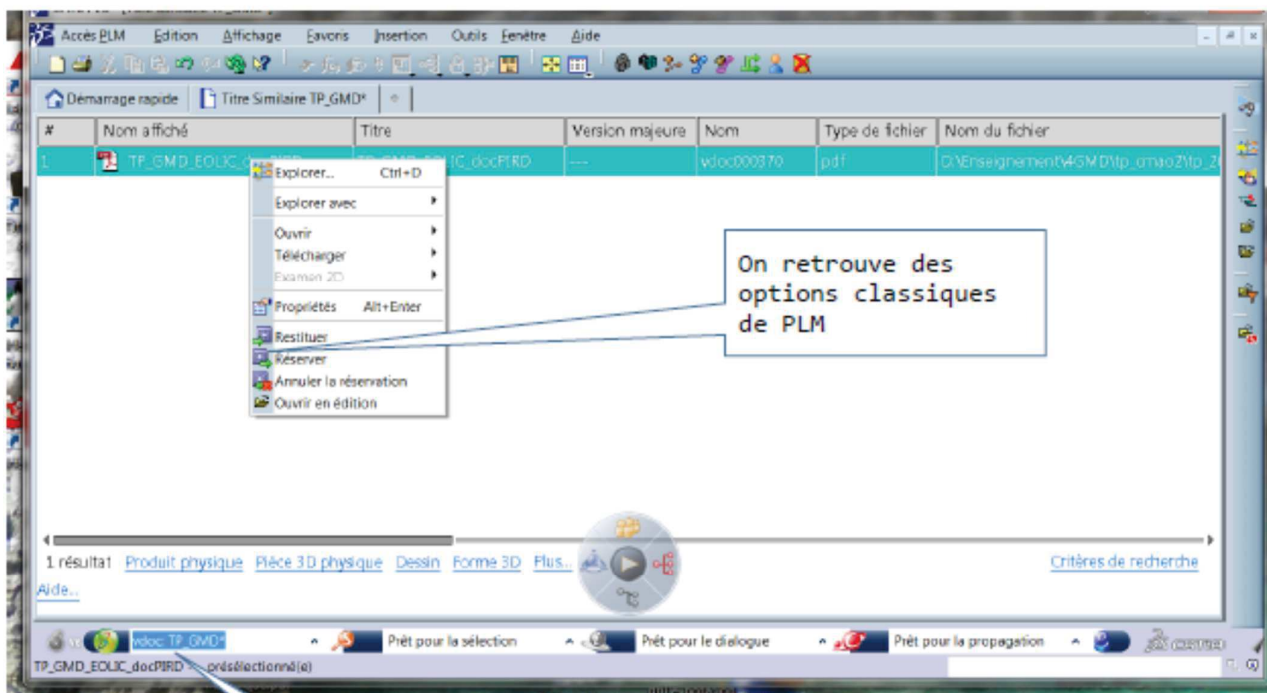 Accès PLM Edition Affichage Favoris Insertion Outils Fenêtre Aide
Démarrage rapide Titre Similaire TP_GMD*
# Nom affiché Titre Version majeure Nom Type de fichier Nom du fichier
1 TP_GMD_EOLIC_docPIRD --- vdoc000370 pdf
Explorer... Ctrl+D
Explorer avec
Ouvrir
Télécharger
Examen 2D
Propriétés Alt+Enter
Restituer
Réserver
Annuler la réservation
Ouvrir en édition
On retrouve des
options classiques
de PLM
1 résultat Produit physique Pièce 3D physique Dessin Forme 3D Plus... Critères de recherche
Aide...
vdoc: TP_GMD* Prêt pour la sélection Prêt pour le dialogue Prêt pour la propagation
TP_GMD_EOLIC_docPIRD --- présélectionné(e)